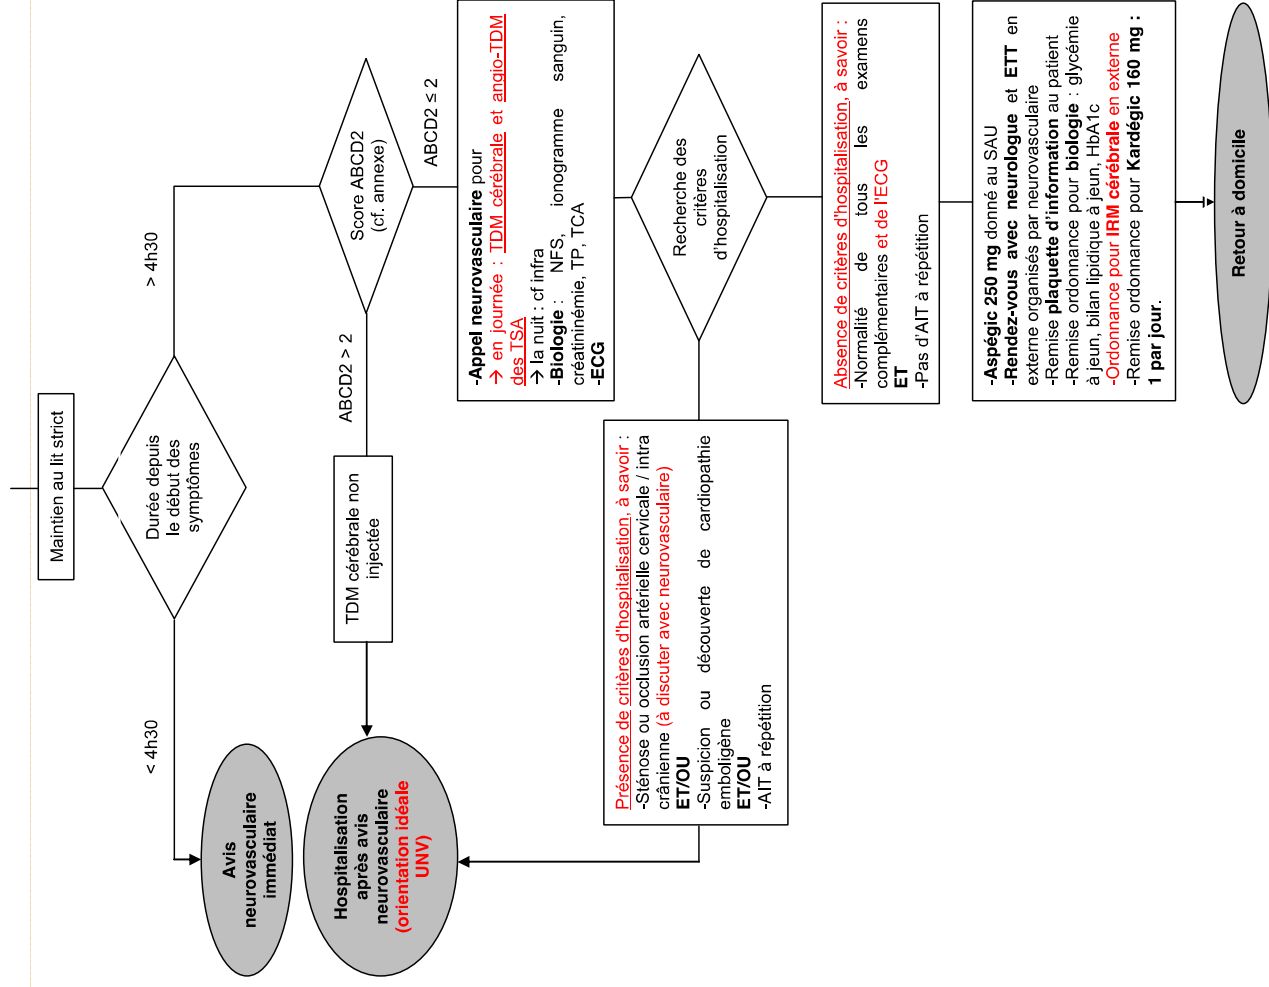 Maintien au lit strict
Durée depuis
le début des
symptômes
< 4h30
> 4h30
Avis
neurovasculaire
immédiat
Score ABCD2
(cf. annexe)
ABCD2 > 2
ABCD2 ≤ 2
TDM cérébrale non
injectée
Hospitalisation
après avis
neurovasculaire
(orientation idéale
UNV)
-Appel neurovasculaire pour
→ en journée : TDM cérébrale et angio-TDM
des TSA
→ la nuit : cf infra
-Biologie : NFS, ionogramme sanguin,
créatininémie, TP, TCA
-ECG
Recherche des
critères
d'hospitalisation
Présence de critères d'hospitalisation, à savoir :
-Sténose ou occlusion artérielle cervicale / intra
crânienne (à discuter avec neurovasculaire)
ET/OU
-Suspicion ou découverte de cardiopathie
emboligène
ET/OU
-AIT à répétition
Absence de critères d'hospitalisation, à savoir :
-Normalité de tous les examens
complémentaires et de l'ECG
ET
-Pas d'AIT à répétition
-Aspégic 250 mg donné au SAU
-Rendez-vous avec neurologue et ETT en
externe organisés par neurovasculaire
-Remise plaquette d'information au patient
-Remise ordonnance pour biologie : glycémie
à jeun, bilan lipidique à jeun, HbA1c
-Ordonnance pour IRM cérébrale en externe
-Remise ordonnance pour Kardégic 160 mg :
1 par jour.
Retour à domicile